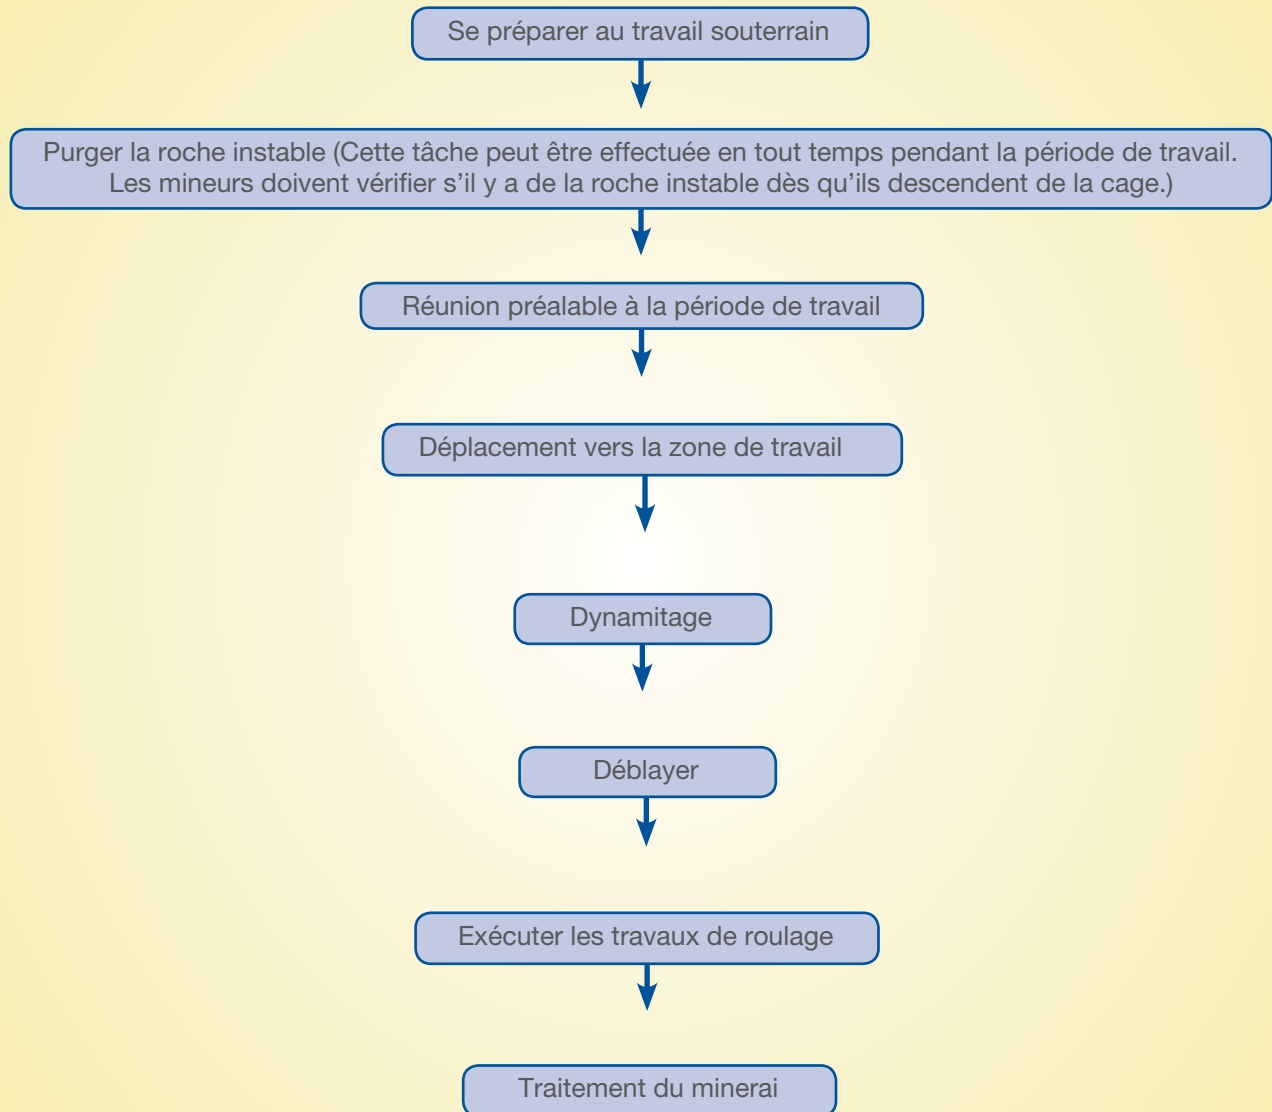 Se préparer au travail souterrain
Purger la roche instable (Cette tâche peut être effectuée en tout temps pendant la période de travail.
Les mineurs doivent vérifier s’il y a de la roche instable dès qu’ils descendent de la cage.)
Réunion préalable à la période de travail
Déplacement vers la zone de travail
Dynamitage
Déblayer
Exécuter les travaux de roulage
Traitement du minerai